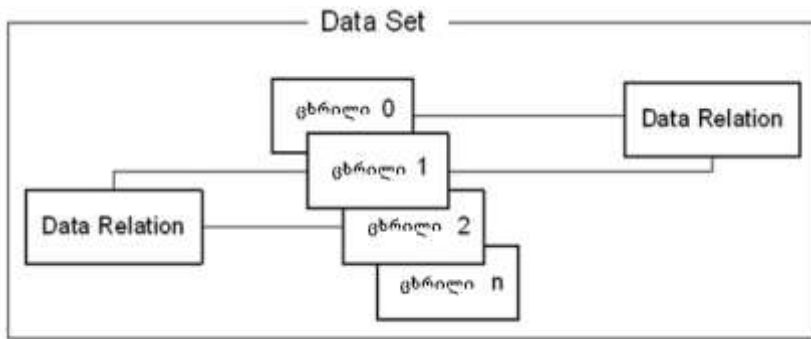 Data Set
ცხრილი 0
Data Relation
ცხრილი 1
Data Relation
ცხრილი 2
ცხრილი n